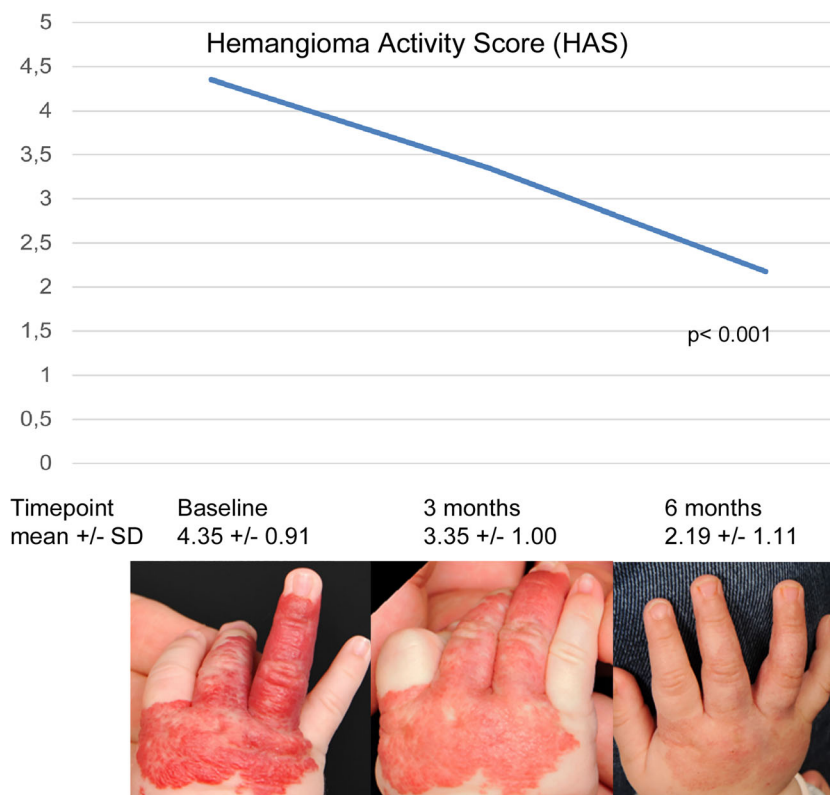 5
Hemangioma Activity Score (HAS)
4,5
4
3,5
3
2,5
2
1,5
p< 0.001
1
0,5
0
Timepoint Baseline 3 months 6 months
mean +/- SD 4.35 +/- 0.91 3.35 +/- 1.00 2.19 +/- 1.11